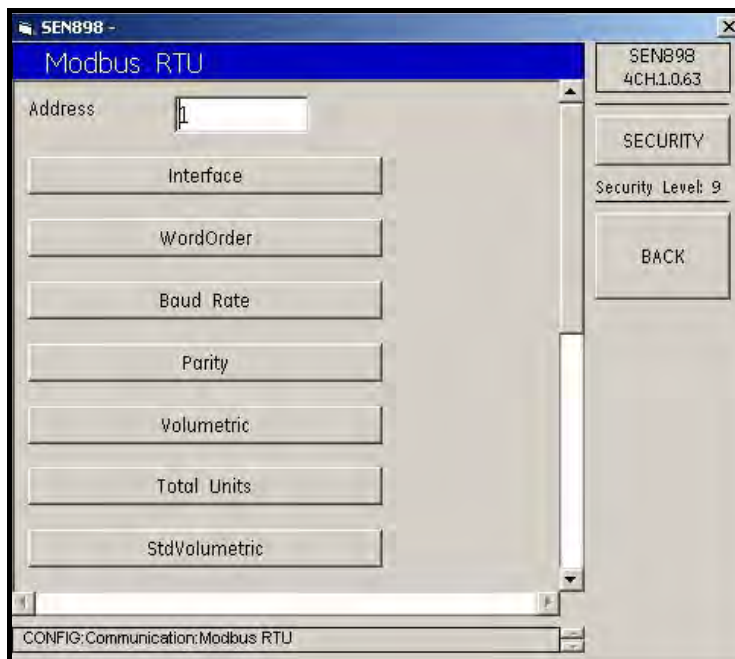 SEN898 -
Modbus RTU
Address
1
Interface
WordOrder
Baud Rate
Parity
Volumetric
Total Units
StdVolumetric
CONFIG:Communication:Modbus RTU
SEN898
4CH.1.0.63
SECURITY
Security Level: 9
BACK